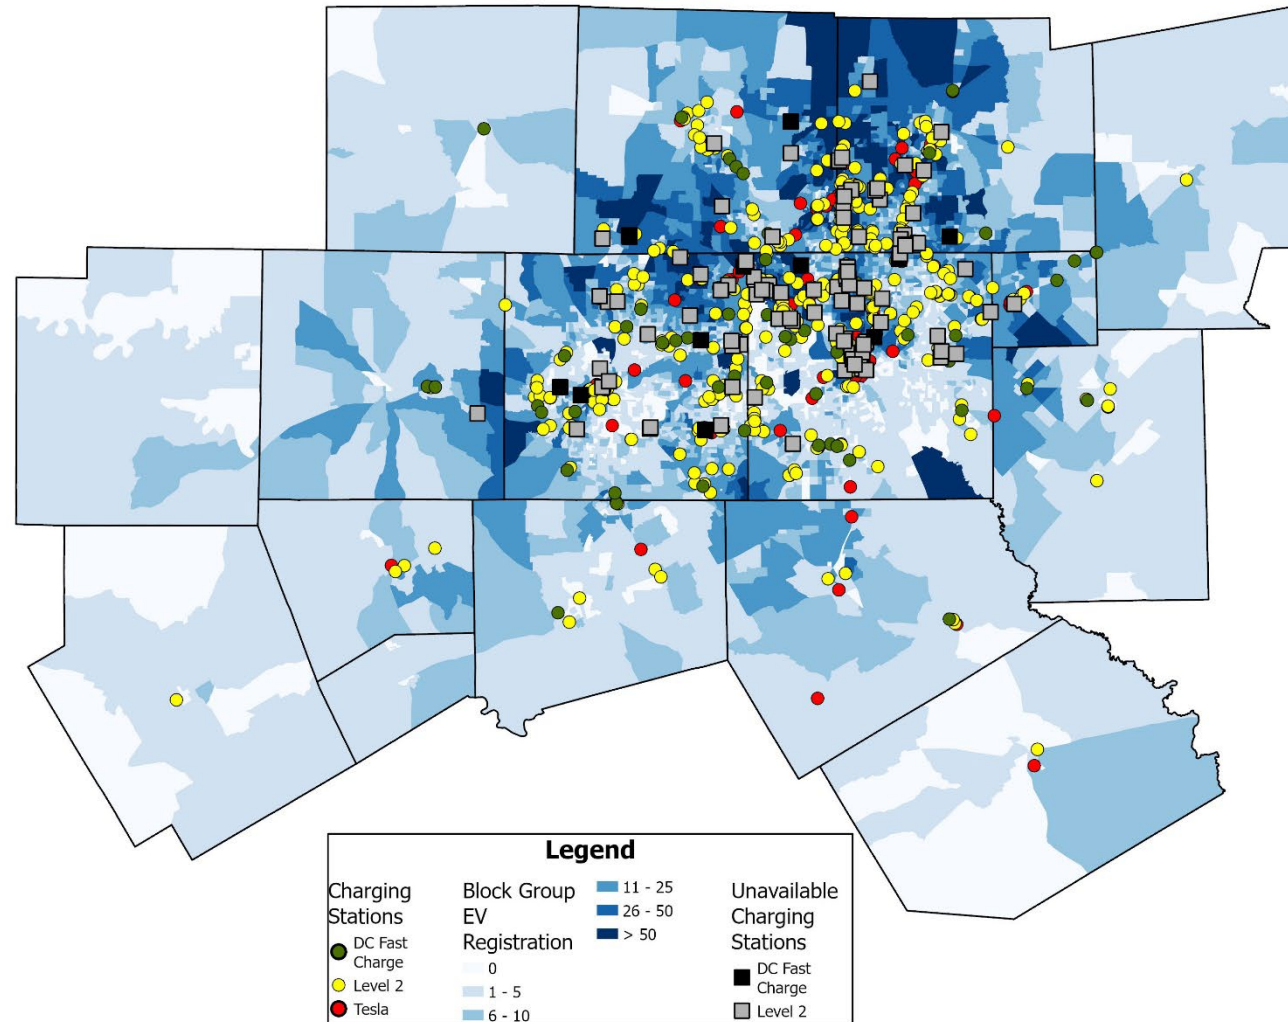 Legend
Charging
Stations
DC Fast
Charge
Level 2
Tesla
Block Group
EV
Registration
0
1 - 5
6 - 10
11 - 25
26 - 50
> 50
Unavailable
Charging
Stations
DC Fast
Charge
Level 2